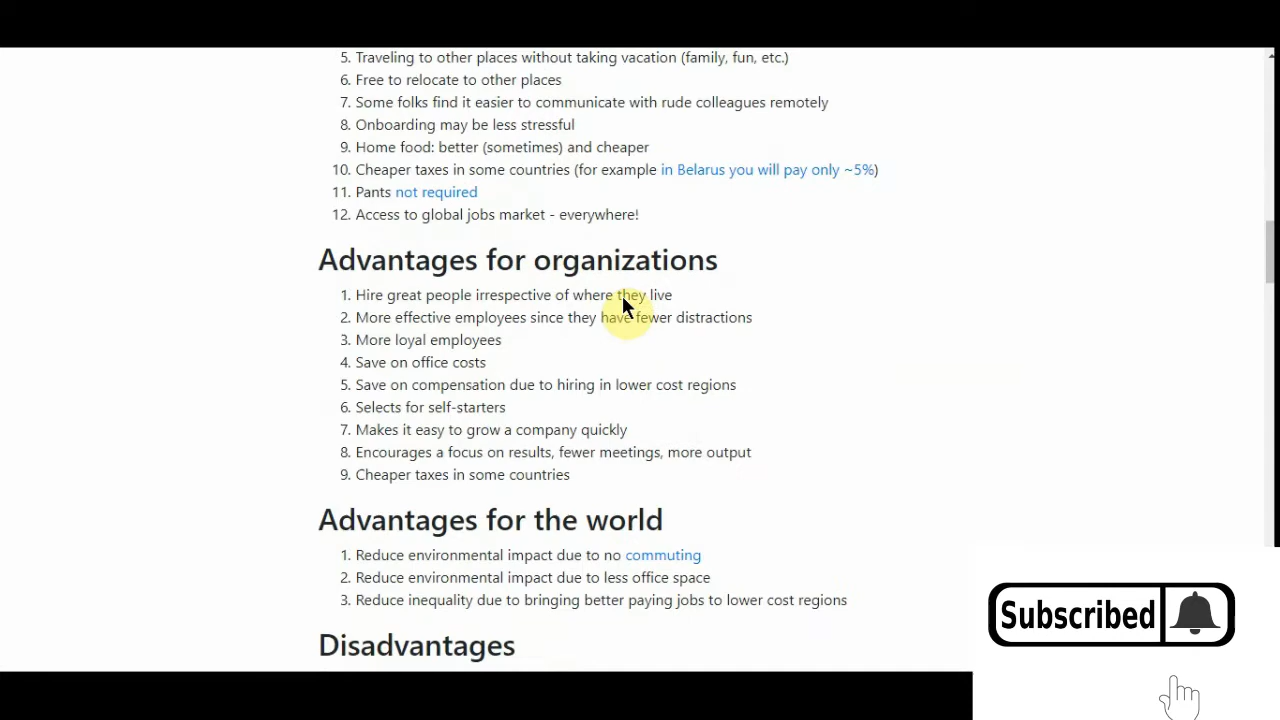 5. Traveling to other places without taking vacation (family, fun, etc.)
6. Free to relocate to other places
7. Some folks find it easier to communicate with rude colleagues remotely
8. Onboarding may be less stressful
9. Home food: better (sometimes) and cheaper
10. Cheaper taxes in some countries (for example in Belarus you will pay only ~5%)
11. Pants not required
12. Access to global jobs market - everywhere!
Advantages for organizations
1. Hire great people irrespective of where they live
2. More effective employees since they have fewer distractions
3. More loyal employees
4. Save on office costs
5. Save on compensation due to hiring in lower cost regions
6. Selects for self-starters
7. Makes it easy to grow a company quickly
8. Encourages a focus on results, fewer meetings, more output
9. Cheaper taxes in some countries
Advantages for the world
1. Reduce environmental impact due to no commuting
2. Reduce environmental impact due to less office space
3. Reduce inequality due to bringing better paying jobs to lower cost regions
Disadvantages
Subscribed